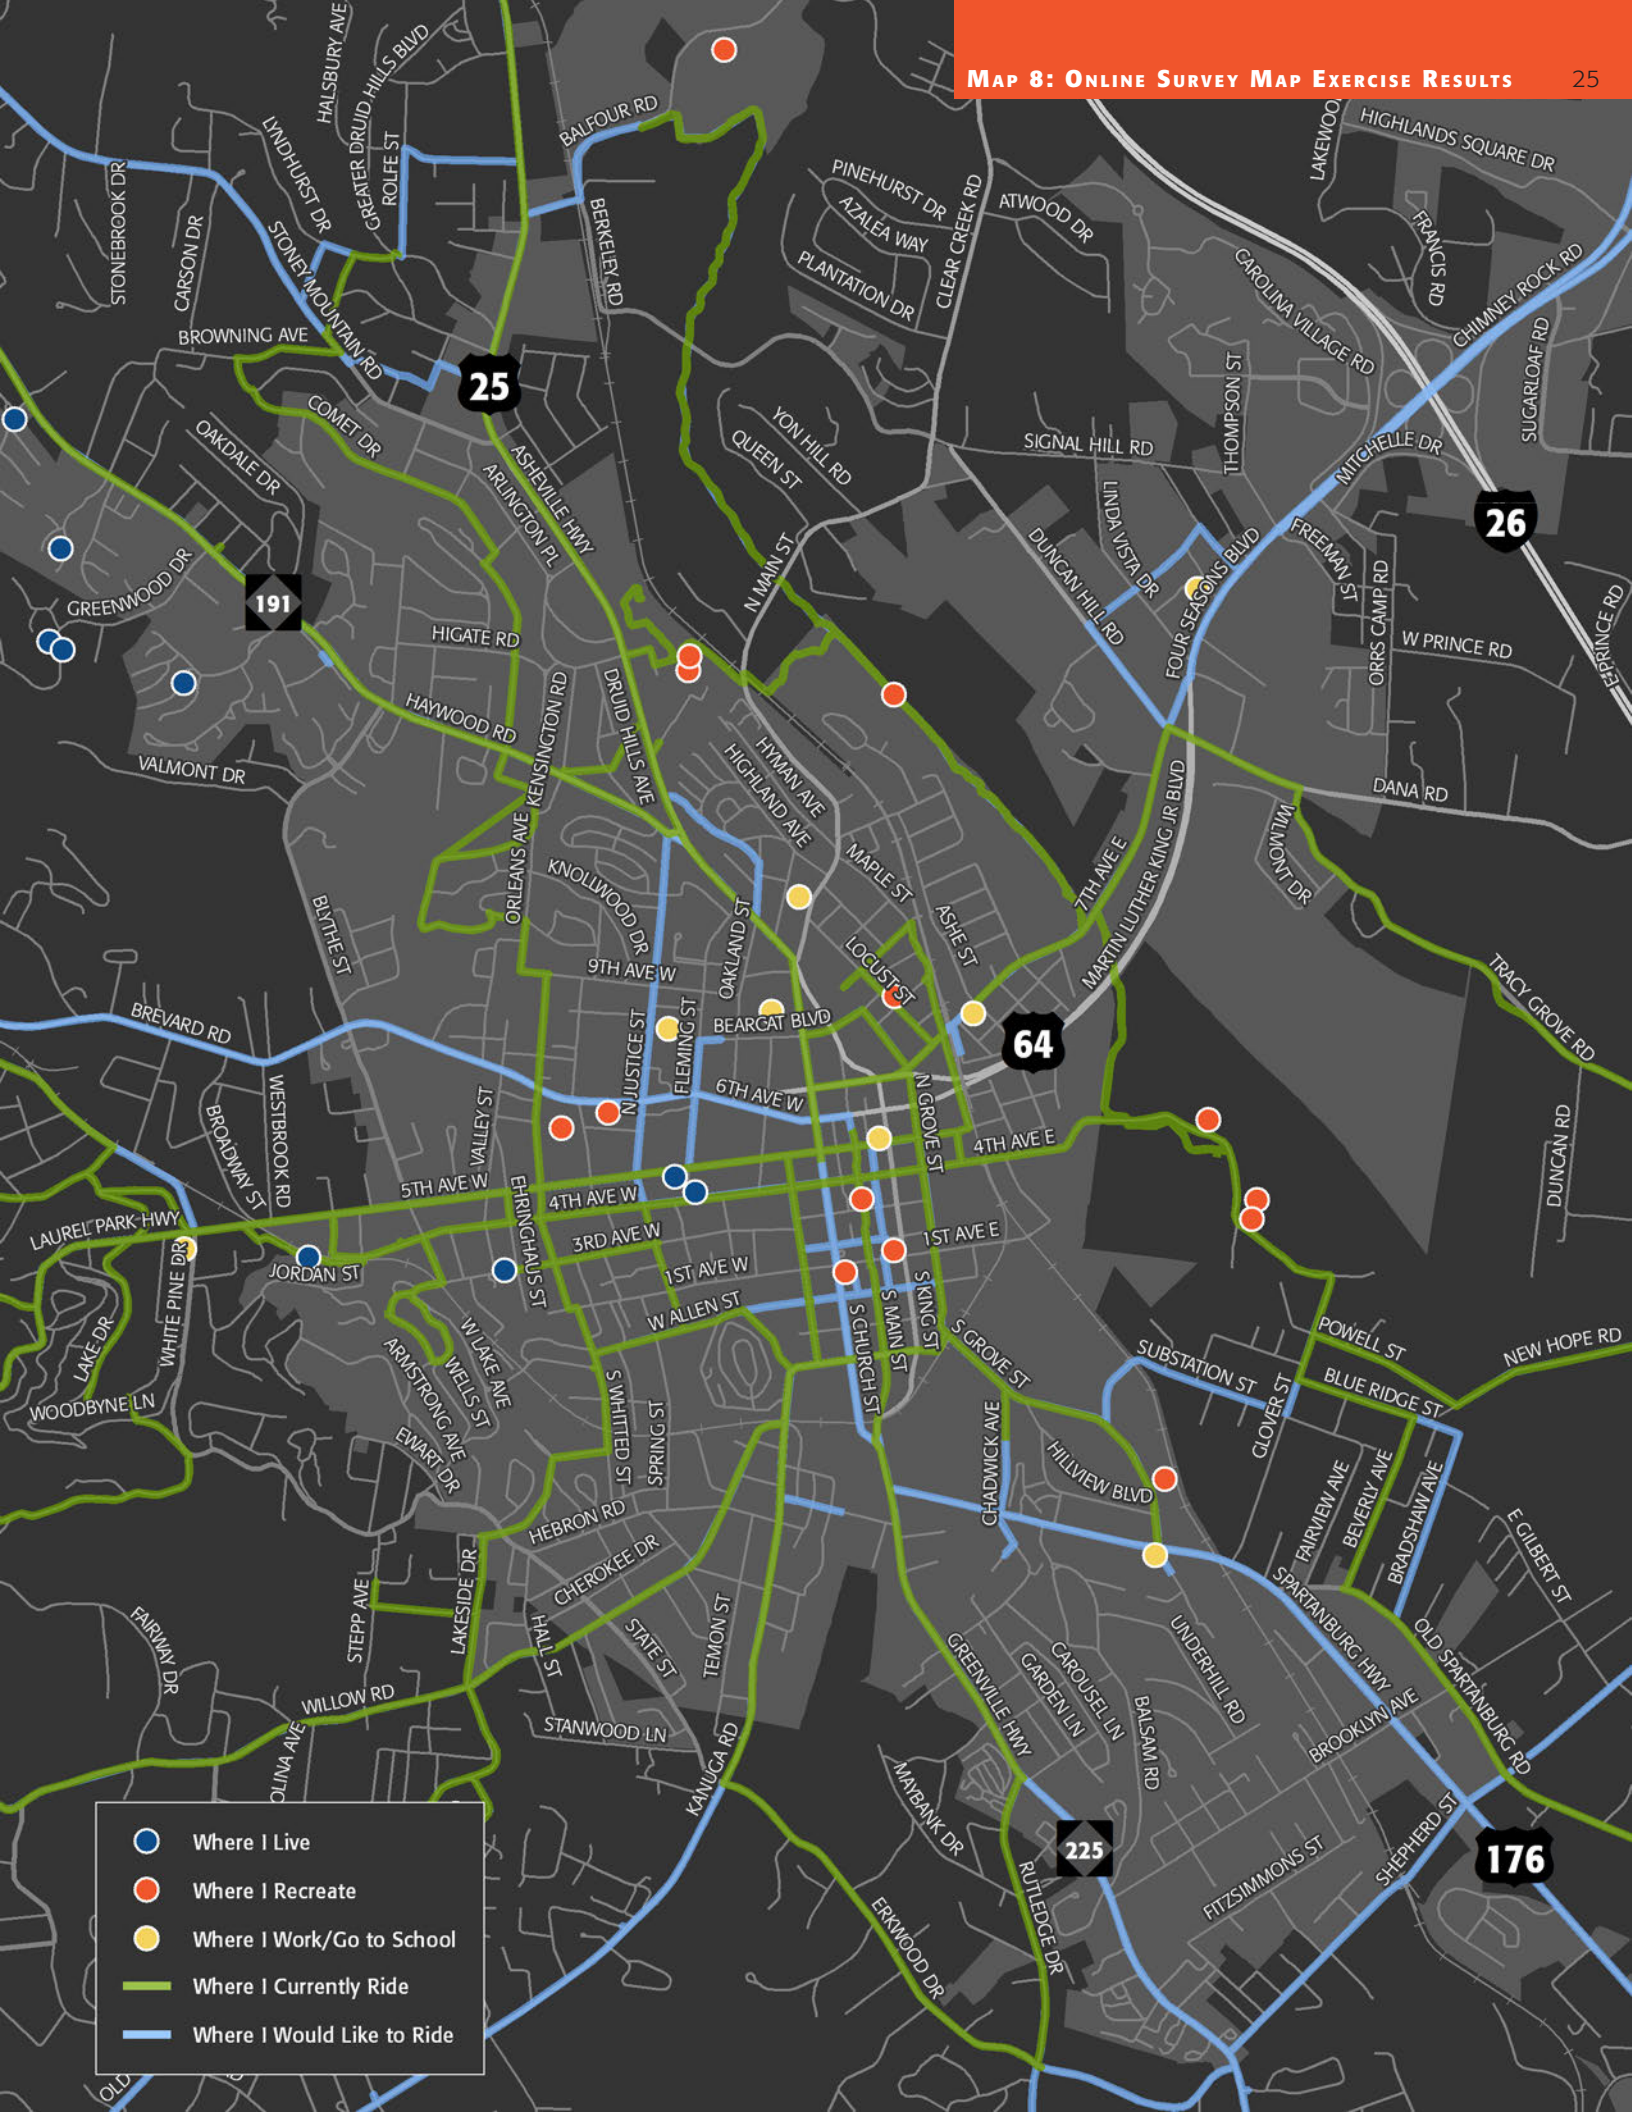 MAP 8: ONLINE SURVEY MAP EXERCISE RESULTS 25
HALSBURY AVE
GREATER DRUID HILLS BLVD
LYNDHURST DR
ROLFE ST
BALFOUR RD
HIGHLANDS SQUARE DR
PINEHURST DR
AZALEA WAY
PLANTATION DR
CLEAR CREEK RD
ATWOOD DR
FRANCIS RD
CHIMNEY ROCK RD
CAROLINA VILLAGE RD
SUGARLOAF RD
STONEBROOK DR
CARSON DR
STONEY MOUNTAIN RD
BERKELEY RD
BROWNING AVE
25
COMET DR
OAKDALE DR
ASHEVILLE HWY
ARLINGTON PL
YON HILL RD
QUEEN ST
SIGNAL HILL RD
THOMPSON ST
MITCHELLE DR
LINDA VISTA DR
DUNCAN HILL RD
FOUR SEASONS BLVD
FREEMAN ST
ORRS CAMP RD
26
W PRINCE RD
E PRINCE RD
N MAIN ST
GREENWOOD DR
191
HIGATE RD
HAYWOOD RD
KENSINGTON RD
DRUID HILLS AVE
VALMONT DR
HYMAN AVE
HIGHLAND AVE
DANA RD
WILMONT DR
MAPLE ST
7TH AVE E
MARTIN LUTHER KING JR BLVD
ORLEANS AVE
KNOLLWOOD DR
BLYTHE ST
OAKLAND ST
ASHE ST
LOCUST ST
9TH AVE W
TRACY GROVE RD
BREVARD RD
N JUSTICE ST
FLEMING ST
BEARCAT BLVD
64
6TH AVE W
N GROVE ST
4TH AVE E
DUNCAN RD
WESTBROOK RD
BROADWAY ST
VALLEY ST
5TH AVE W
4TH AVE W
3RD AVE W
1ST AVE W
1ST AVE E
EHRINGHAUS ST
LAUREL PARK HWY
JORDAN ST
WHITE PINE DR
LAKE DR
WOODBYNE LN
W ALLEN ST
S CHURCH ST
S MAIN ST
S KING ST
S GROVE ST
ARMSTRONG AVE
W LAKE AVE
WELLS ST
EWART DR
S WHITTED ST
SPRING ST
SUBSTATION ST
GLOVER ST
POWELL ST
BLUE RIDGE ST
NEW HOPE RD
CHADWICK AVE
HILLVIEW BLVD
FAIRVIEW AVE
BEVERLY AVE
BRADSHAW AVE
E GILBERT ST
HEBRON RD
CHEROKEE DR
STEPP AVE
LAKESIDE DR
HALL ST
STATE ST
TEMON ST
FAIRWAY DR
WILLOW RD
STANWOOD LN
KANUGA RD
GREENVILLE HWY
GARDEN LN
CAROUSEL LN
UNDERHILL RD
BALSAM RD
SPARTANBURG HWY
OLD SPARTANBURG RD
BROOKLYN AVE
MAYBANK DR
225
SHEPHERD ST
176
FITZSIMMONS ST
RUTLEDGE DR
ERKWOOD DR
Where I Live
Where I Recreate
Where I Work/Go to School
Where I Currently Ride
Where I Would Like to Ride
OLD